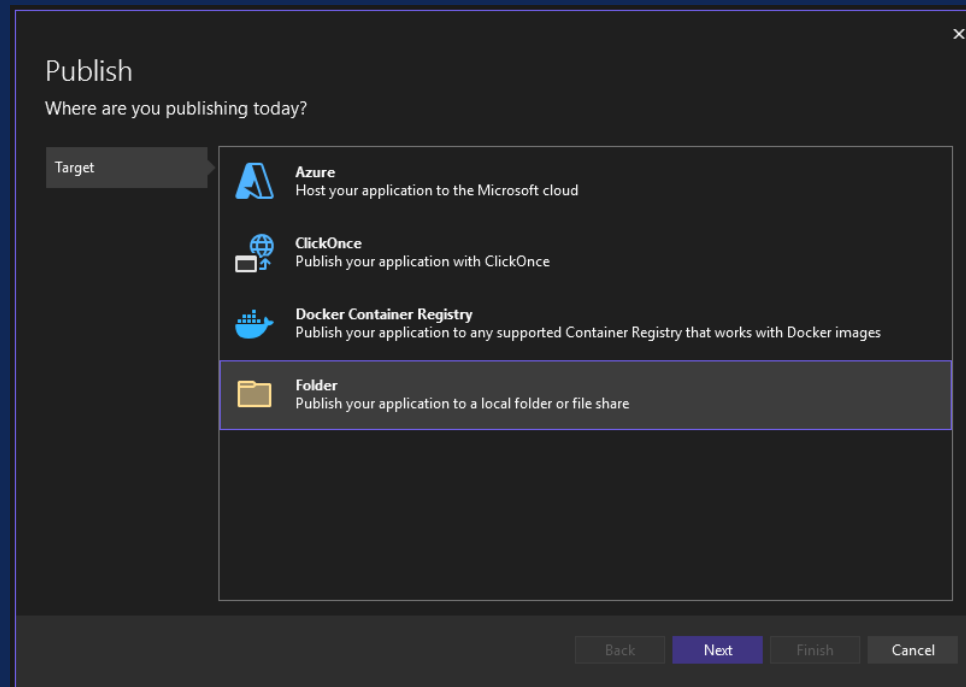 Publish
Where are you publishing today?
Target
Azure
Host your application to the Microsoft cloud
ClickOnce
Publish your application with ClickOnce
Docker Container Registry
Publish your application to any supported Container Registry that works with Docker images
Folder
Publish your application to a local folder or file share
Back
Next
Finish
Cancel